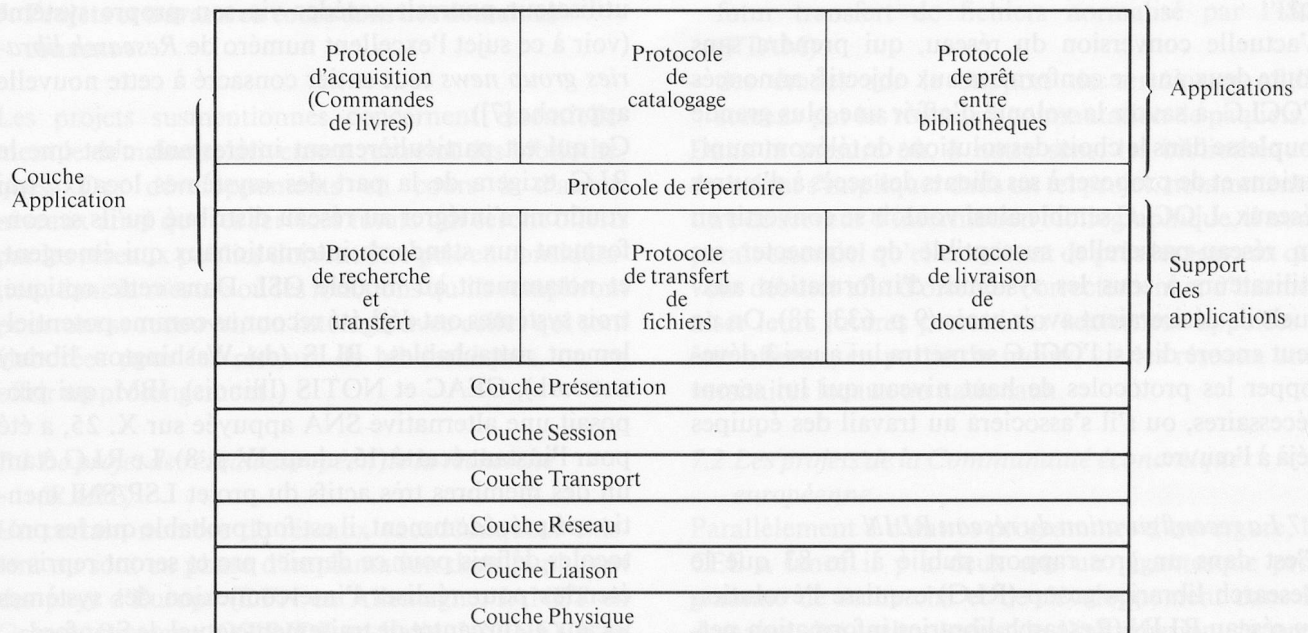 Protocole
d'acquisition
(Commandes
de livres)
Protocole
de
catalogage
Protocole
de prêt
entre
bibliothèques
Applications
Couche
Application
Protocole de répertoire
Protocole
de recherche
et
transfert
Protocole
de transfert
de
fichiers
Protocole
de livraison
de
documents
Support
des
applications
Couche Présentation
Couche Session
Couche Transport
Couche Réseau
Couche Liaison
Couche Physique